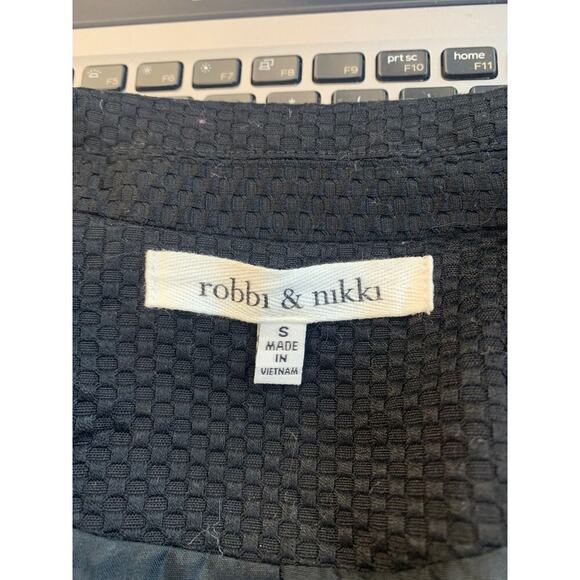 prt sc home
F5 F6 F7 F8 F9 F10 F11
robbi & nikki
S
MADE
IN
VIETNAM